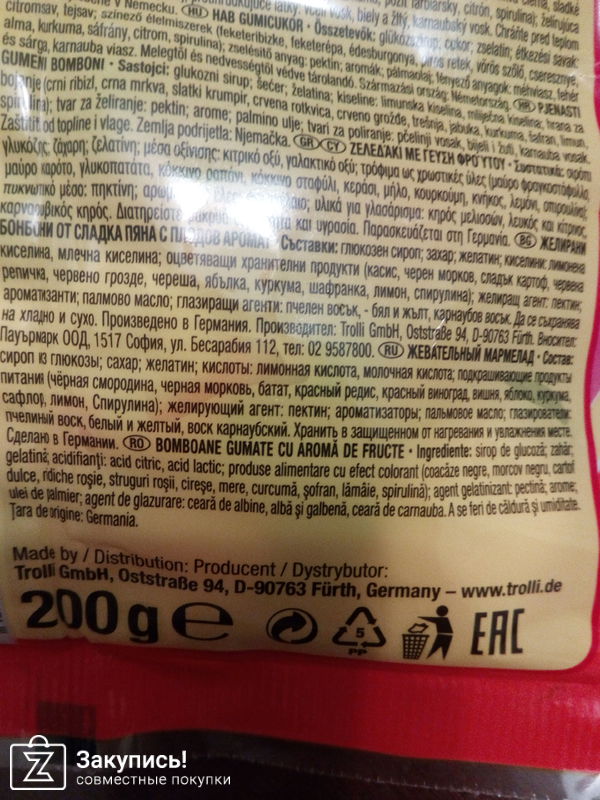 citromsav, tejsav; színező élelmiszerek (feketeribizke, feketerépa, édesburgonya, piros retek, vörös szőlő, cseresznye,
alma, kurkuma, sáfrány, citrom, spirulina); zselésítő anyag: pektin; aromák; pálmaolaj; fényező anyagok: méhviasz, fehér
és sárga, karnauba viasz. Melegtől és nedvességtől védve tárolandó. Származási ország: Németország. HR PJENASTI
GUMENI BOMBONI • Sastojci: glukozni sirup; šećer; želatina; kiseline: limunska kiselina, mliječna kiselina; hrana za
bojanje (crni ribizl, crna mrkva, slatki krumpir, crvena rotkvica, crveno grožđe, trešnja, jabuka, kurkuma, šafran, limun,
spirulina); tvar za želiranje: pektin; arome; palmino ulje; tvari za poliranje: pčelinji vosak, bijeli i žuti, karnauba vosak.
Zaštitit od topline i vlage. Zemlja podrijetla: Njemačka. GR CY ΖΕΛΕΔΑΚΙ ΜΕ ΓΕΥΣΗ ΦΡΟΥΤΟΥ • Συστατικά: σιρόπι
γλυκόζης; ζάχαρη; ζελατίνη; μέσα οξίνισης: κιτρικό οξύ, γαλακτικό οξύ; τρόφιμα ως χρωστικές ύλες (μαύρο φραγκοστάφυλο,
μαύρο καρότο, γλυκοπατάτα, κόκκινο ραπάνι, κόκκινο σταφύλι, κεράσι, μήλο, κουρκούμη, κνήκος, λεμόνι, σπιρουλίνα);
πυκνωτικό μέσο: πηκτίνη; υλικά για γλασάρισμα: κηρός μελισσών, λευκός και κίτρινος,
καρναουβικός κηρός. Διατηρείστε και υγρασία. Παρασκευάζεται στη Γερμανία. BG ЖЕЛИРАНИ
БОНБОНИ ОТ СЛАДКА ПЯНА С ПЛОДОВ АРОМАТ • Съставки: глюкозен сироп; захар; желатин; киселини: лимонена
киселина, млечна киселина; оцветяващи хранителни продукти (касис, черен морков, сладък картоф, червена
репичка, червено грозде, череша, ябълка, куркума, шафранка, лимон, спирулина); желиращ агент: пектин;
ароматизанти; палмово масло; глазиращи агенти: пчелен восък, - бял и жълт, карнаубов восък. Да се съхранява
на хладно и сухо. Произведено в Германия. Производител: Trolli GmbH, Oststraße 94, D-90763 Fürth. Вносител:
Пауърмарк ООД, 1517 София, ул. Бесарабия 112, тел: 02 9587800. RU ЖЕВАТЕЛЬНЫЙ МАРМЕЛАД • Состав:
сироп из глюкозы; сахар; желатин; кислоты: лимонная кислота, молочная кислота; подкрашивающие продукты
питания (чёрная смородина, черная морковь, батат, красный редис, красный виноград, вишня, яблоко, куркума,
сафлор, лимон, Спирулина); желирующий агент: пектин; ароматизаторы; пальмовое масло; глазирователи:
пчелиный воск, белый и желтый, воск карнаубский. Хранить в защищенном от нагревания и увлажнения месте.
Сделано в Германии. RO BOMBOANE GUMATE CU AROMĂ DE FRUCTE • Ingrediente: sirop de glucoză; zahăr;
gelatină; acidifianți: acid citric, acid lactic; produse alimentare cu efect colorant (coacăze negre, morcov negru, cartof
dulce, ridiche roșie, struguri roșii, cireșe, mere, curcumă, șofran, lămâie, spirulină); agent gelatinizant: pectină; arome;
ulei de palmier; agent de glazurare: ceară de albine, albă și galbenă, ceară de carnauba. A se feri de căldură și umiditate.
Țara de origine: Germania.
Made by / Distribution: Producent / Dystrybutor:
Trolli GmbH, Oststraße 94, D-90763 Fürth, Germany – www.trolli.de
200 g e
5
PP
EAC
Закупись!
совместные покупки